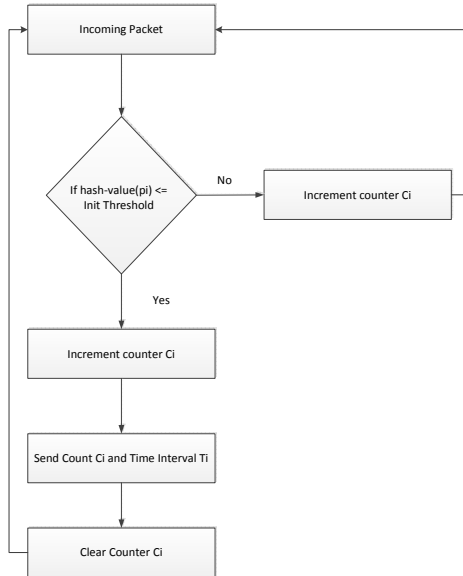 Incoming Packet
If hash-value(pi) <=
Init Threshold
No
Increment counter Ci
Yes
Increment counter Ci
Send Count Ci and Time Interval Ti
Clear Counter Ci